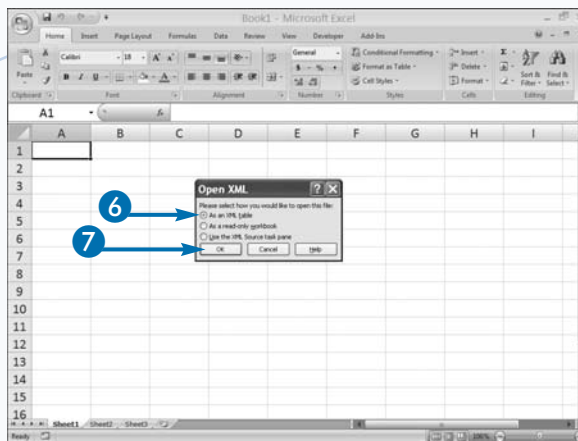 Book1 - Microsoft Excel
Home Insert Page Layout Formulas Data Review View Developer Add-Ins
Paste
Calibri 18 A A
General
Conditional Formatting
Insert
Format as Table
Delete
Sort & Filter
Find & Select
B I U
$ % ,
Cell Styles
Format
Clipboard Font Alignment Number Styles Cells Editing
A1
fx
A B C D E F G H I
1
2
3
Open XML
4
Please select how you would like to open this file:
6
As an XML table
5
As a read-only workbook
6
Use the XML Source task pane
7
OK Cancel Help
7
8
9
10
11
12
13
14
15
16
Sheet1 Sheet2 Sheet3
Ready
100%